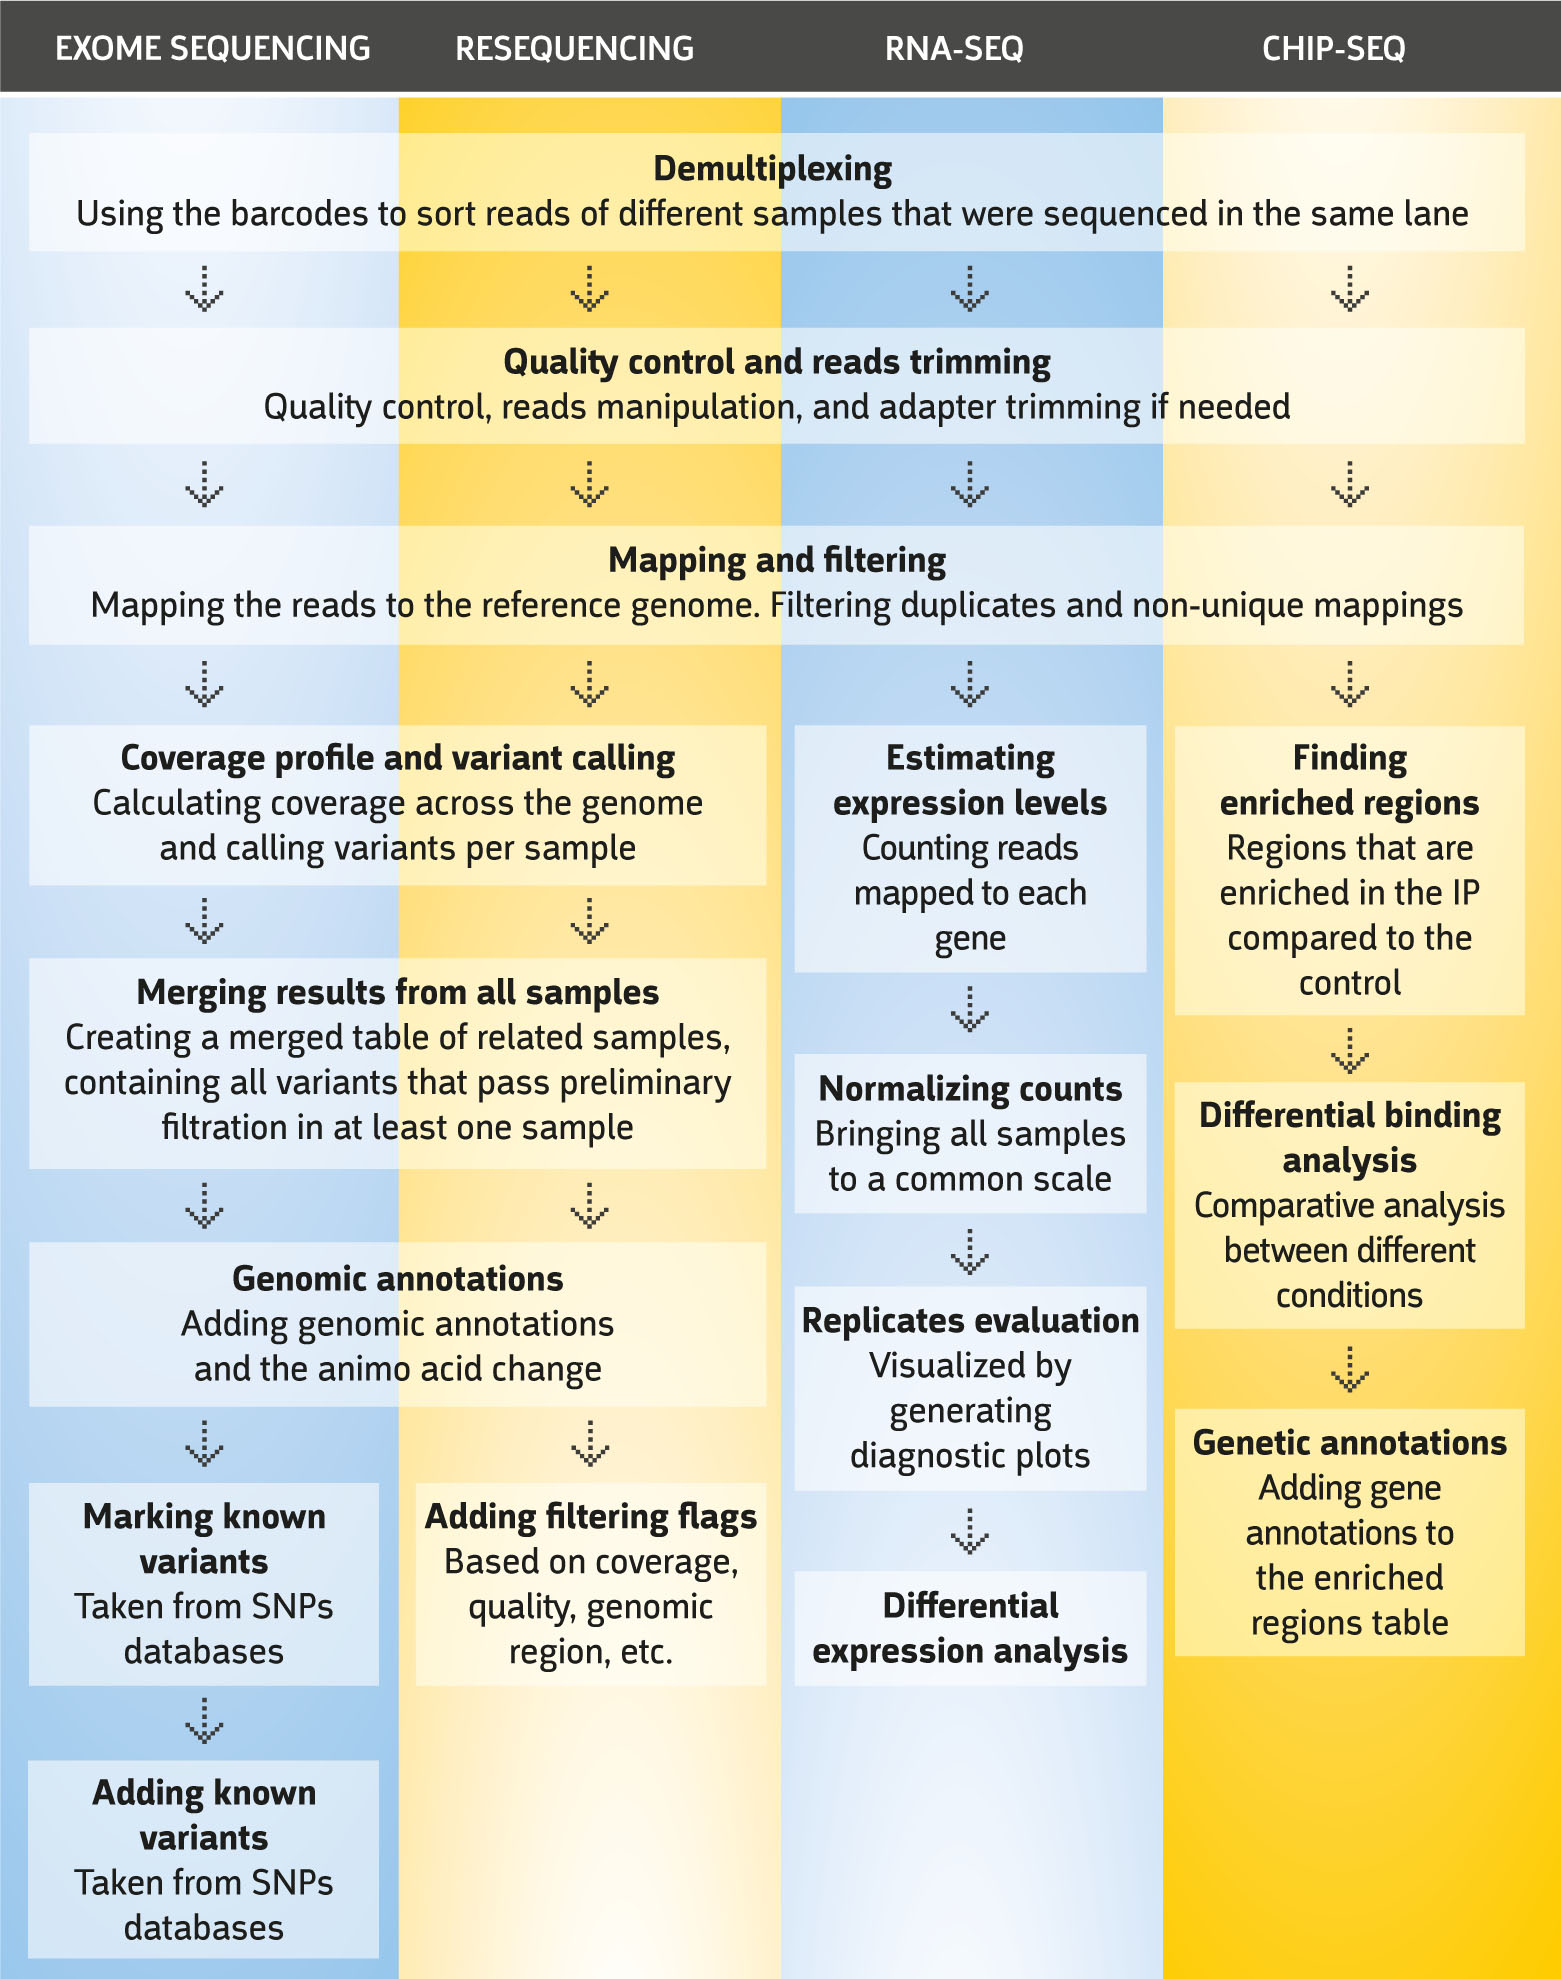 EXOME SEQUENCING
RESEQUENCING
RNA-SEQ
CHIP-SEQ
Demultiplexing
Using the barcodes to sort reads of different samples that were sequenced in the same lane
Quality control and reads trimming
Quality control, reads manipulation, and adapter trimming if needed
Mapping and filtering
Mapping the reads to the reference genome. Filtering duplicates and non-unique mappings
Coverage profile and variant calling
Calculating coverage across the genome
and calling variants per sample
Merging results from all samples
Creating a merged table of related samples,
containing all variants that pass preliminary
filtration in at least one sample
Genomic annotations
Adding genomic annotations
and the animo acid change
Marking known
variants
Taken from SNPs
databases
Adding known
variants
Taken from SNPs
databases
Adding filtering flags
Based on coverage,
quality, genomic
region, etc.
Estimating
expression levels
Counting reads
mapped to each
gene
Normalizing counts
Bringing all samples
to a common scale
Replicates evaluation
Visualized by
generating
diagnostic plots
Differential
expression analysis
Finding
enriched regions
Regions that are
enriched in the IP
compared to the
control
Differential binding
analysis
Comparative analysis
between different
conditions
Genetic annotations
Adding gene
annotations to
the enriched
regions table